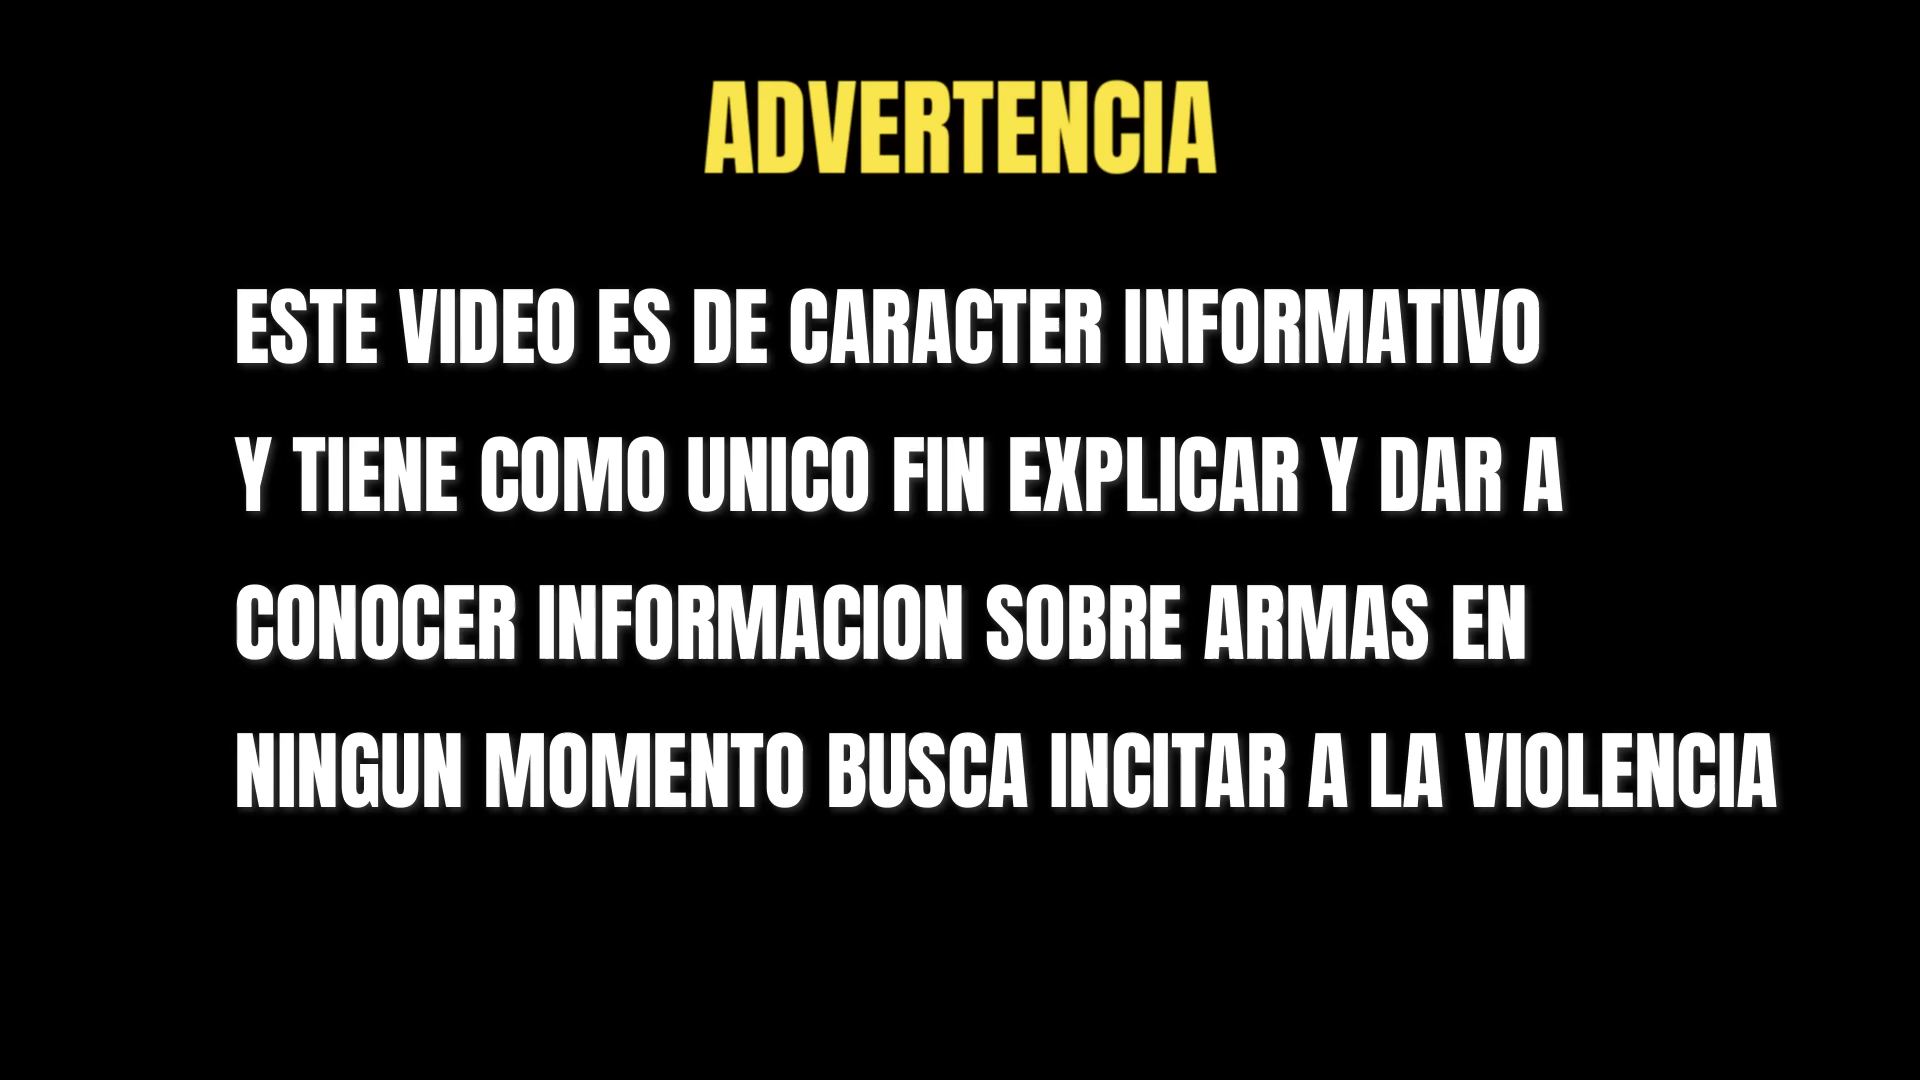 ADVERTENCIA
ESTE VIDEO ES DE CARACTER INFORMATIVO
Y TIENE COMO UNICO FIN EXPLICAR Y DAR A
CONOCER INFORMACION SOBRE ARMAS EN
NINGUN MOMENTO BUSCA INCITAR A LA VIOLENCIA